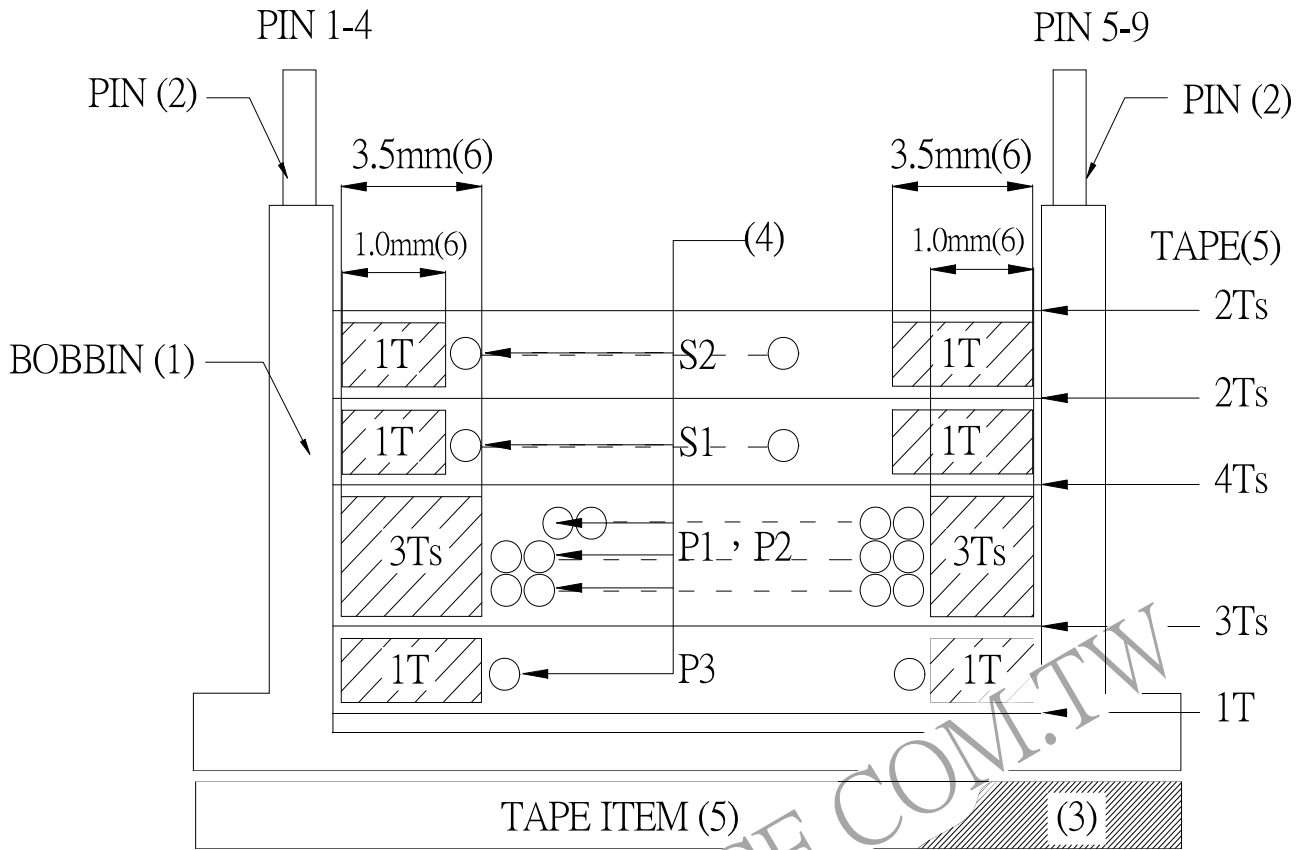 PIN 1-4
PIN 5-9
PIN (2)
PIN (2)
3.5mm(6)
3.5mm(6)
1.0mm(6)
(4)
1.0mm(6)
TAPE(5)
2Ts
BOBBIN (1)
1T
S2
1T
2Ts
1T
S1
1T
4Ts
3Ts
P1，P2
3Ts
3Ts
1T
P3
1T
1T
COM.TW
TAPE ITEM (5)
(3)